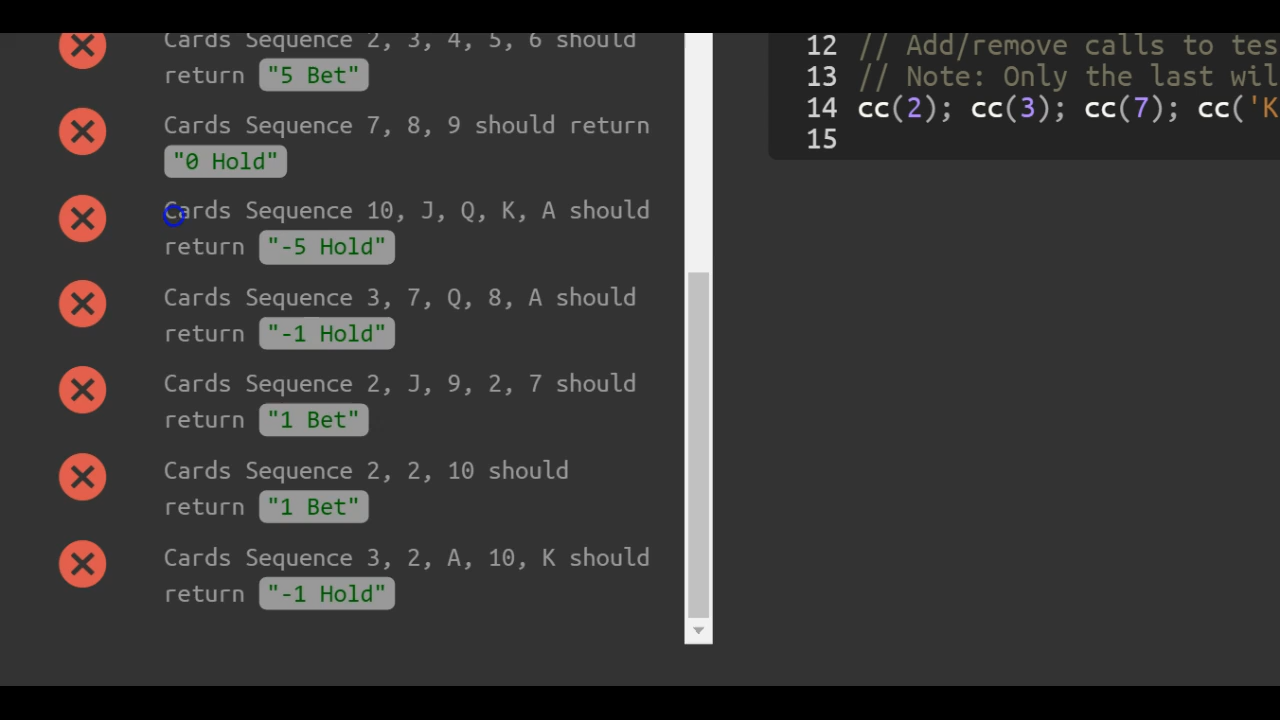 Cards Sequence 2, 3, 4, 5, 6 should
return "5 Bet"
Cards Sequence 7, 8, 9 should return
"0 Hold"
Cards Sequence 10, J, Q, K, A should
return "-5 Hold"
Cards Sequence 3, 7, Q, 8, A should
return "-1 Hold"
Cards Sequence 2, J, 9, 2, 7 should
return "1 Bet"
Cards Sequence 2, 2, 10 should
return "1 Bet"
Cards Sequence 3, 2, A, 10, K should
return "-1 Hold"
12 // Add/remove calls to tes
13 // Note: Only the last wil
14 cc(2); cc(3); cc(7); cc('K
15